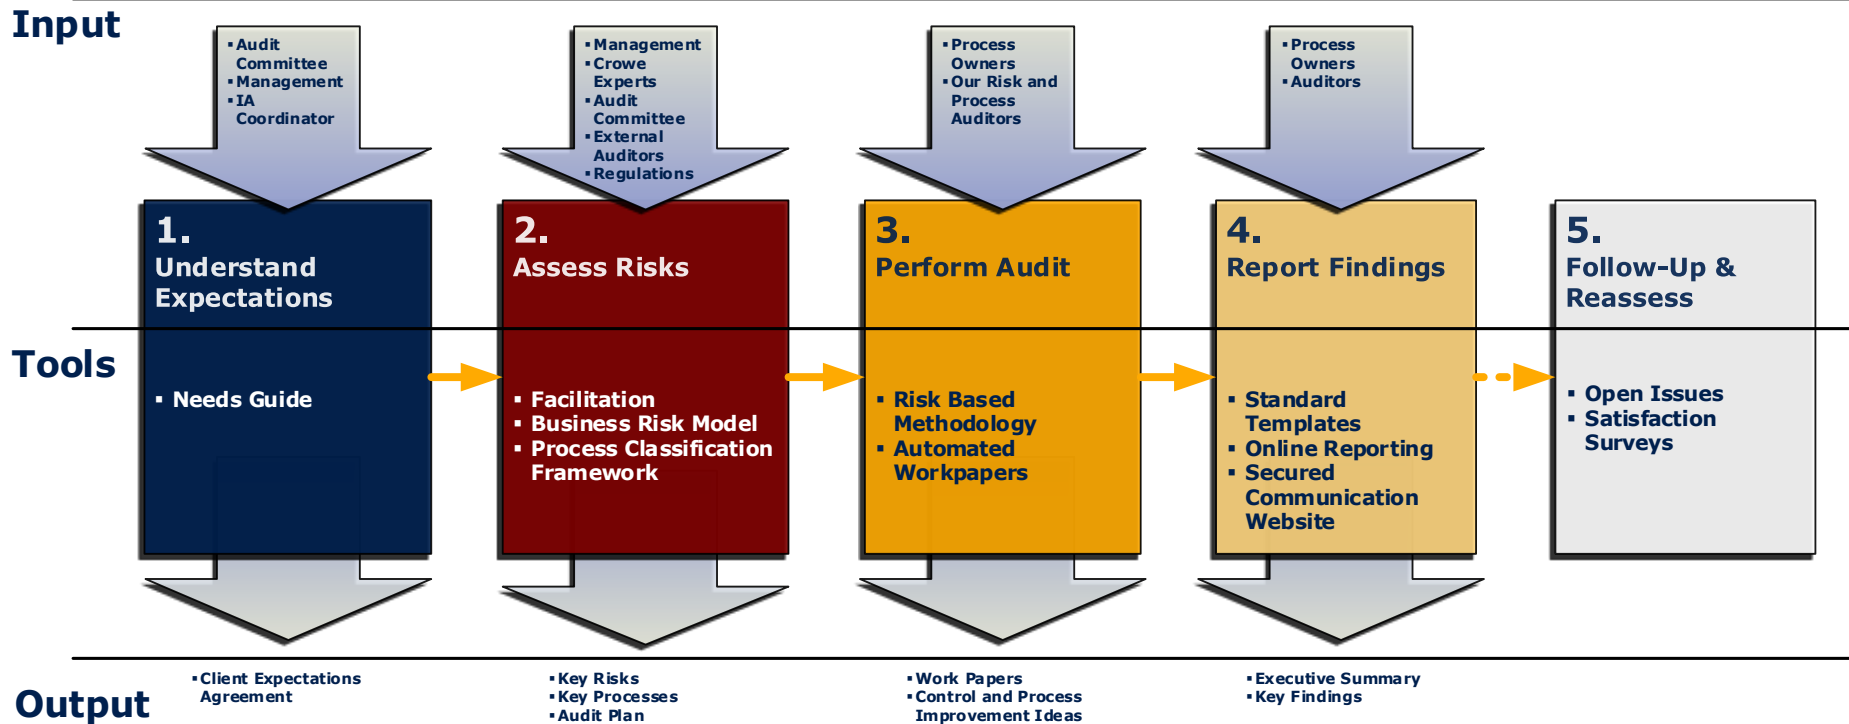 Input
▪ Audit
Committee
▪ Management
▪ IA
Coordinator
▪ Management
▪ Crowe
Experts
▪ Audit
Committee
▪ External
Auditors
▪ Regulations
▪ Process
Owners
▪ Our Risk and
Process
Auditors
▪ Process
Owners
▪ Auditors
1.
Understand
Expectations
2.
Assess Risks
3.
Perform Audit
4.
Report Findings
5.
Follow-Up &
Reassess
Tools
▪ Needs Guide
▪ Facilitation
▪ Business Risk Model
▪ Process Classification
Framework
▪ Risk Based
Methodology
▪ Automated
Workpapers
▪ Standard
Templates
▪ Online Reporting
▪ Secured
Communication
Website
▪ Open Issues
▪ Satisfaction
Surveys
Output
▪ Client Expectations
Agreement
▪ Key Risks
▪ Key Processes
▪ Audit Plan
▪ Work Papers
▪ Control and Process
Improvement Ideas
▪ Executive Summary
▪ Key Findings